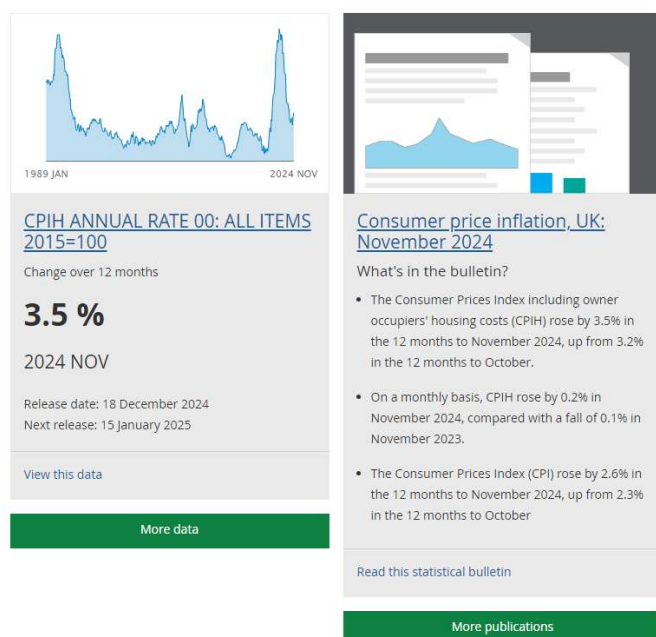 1989 JAN
2024 NOV
CPIH ANNUAL RATE 00: ALL ITEMS
2015=100
Change over 12 months
3.5 %
2024 NOV
Release date: 18 December 2024
Next release: 15 January 2025
View this data
More data
Consumer price inflation, UK:
November 2024
What's in the bulletin?
• The Consumer Prices Index including owner
occupiers' housing costs (CPIH) rose by 3.5% in
the 12 months to November 2024, up from 3.2%
in the 12 months to October.
• On a monthly basis, CPIH rose by 0.2% in
November 2024, compared with a fall of 0.1% in
November 2023.
• The Consumer Prices Index (CPI) rose by 2.6% in
the 12 months to November 2024, up from 2.3%
in the 12 months to October
Read this statistical bulletin
More publications